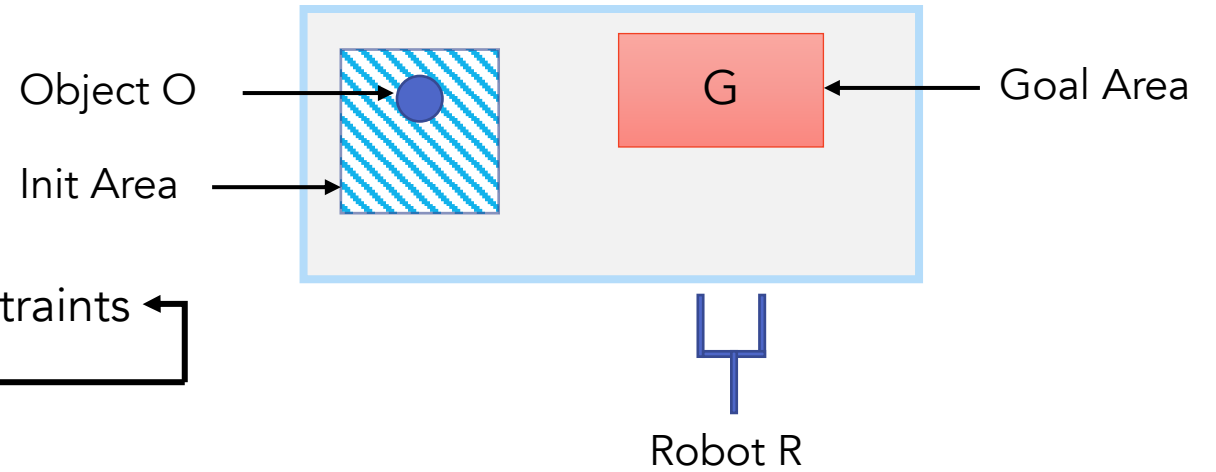 Object O
G
Goal Area
Init Area
traints
Robot R